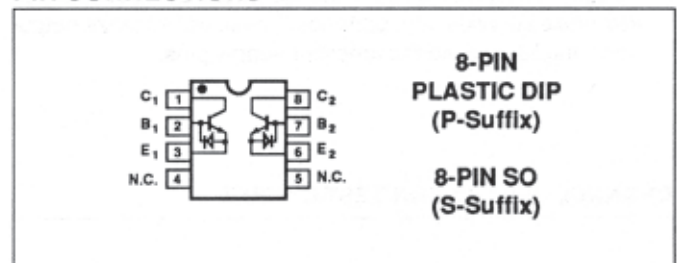 8-PIN
PLASTIC DIP
(P-Suffix)
8-PIN SO
(S-Suffix)
C1 1 8 C2
B1 2 7 B2
E1 3 6 E2
N.C. 4 5 N.C.